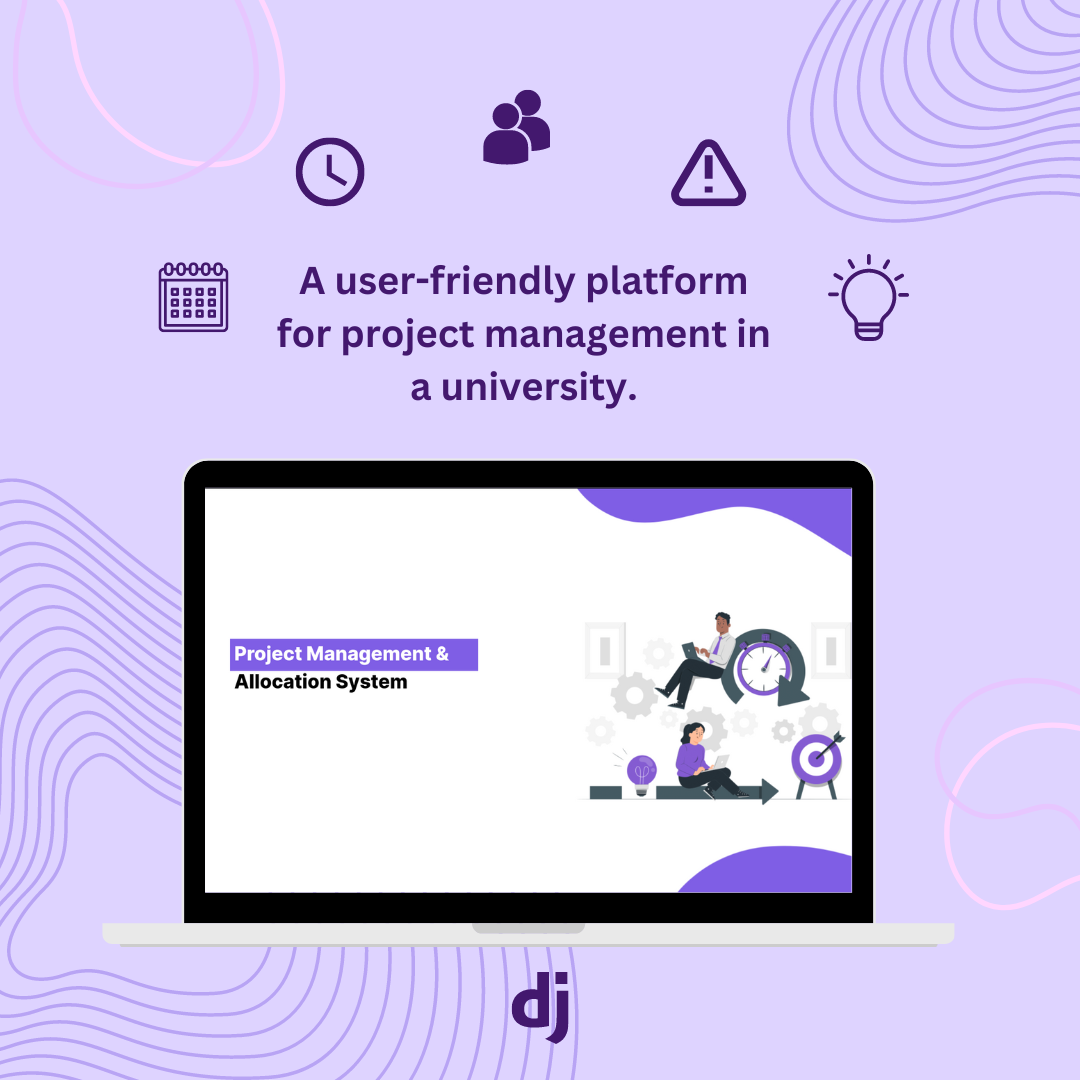 A user-friendly platform
for project management in
a university.
Project Management &
Allocation System
dj